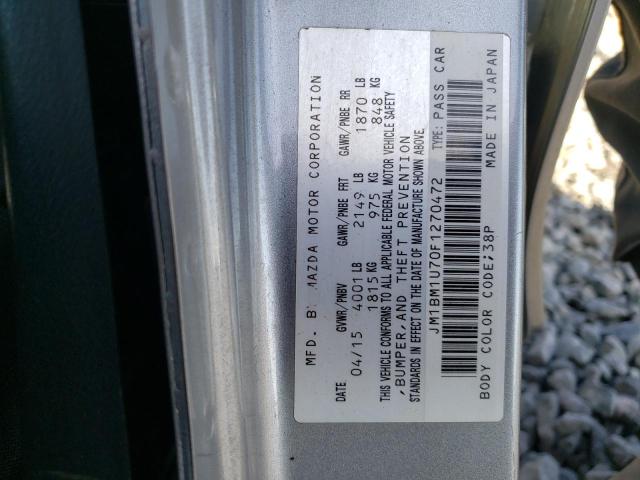 MFD. BY MAZDA MOTOR CORPORATION
DATE GVWR/PNBV GAWR/PNBE FRT GAWR/PNBE RR
04/15 4001 LB 2149 LB 1870 LB
1815 KG 975 KG 848 KG
THIS VEHICLE CONFORMS TO ALL APPLICABLE FEDERAL MOTOR VEHICLE SAFETY
,BUMPER,AND THEFT PREVENTION
STANDARDS IN EFFECT ON THE DATE OF MANUFACTURE SHOWN ABOVE.
JM1BM1U70F1270472 TYPE: PASS CAR
BODY COLOR CODE;38P MADE IN JAPAN